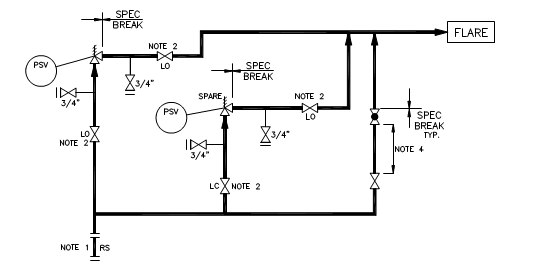 SPEC
BREAK
FLARE
NOTE 2
LO
PSV
3/4"
3/4"
SPEC
BREAK
SPARE
NOTE 2
LO
PSV
3/4"
3/4"
SPEC
BREAK
TYP.
LO
NOTE 2
NOTE 4
LC NOTE 2
NOTE 1 RS